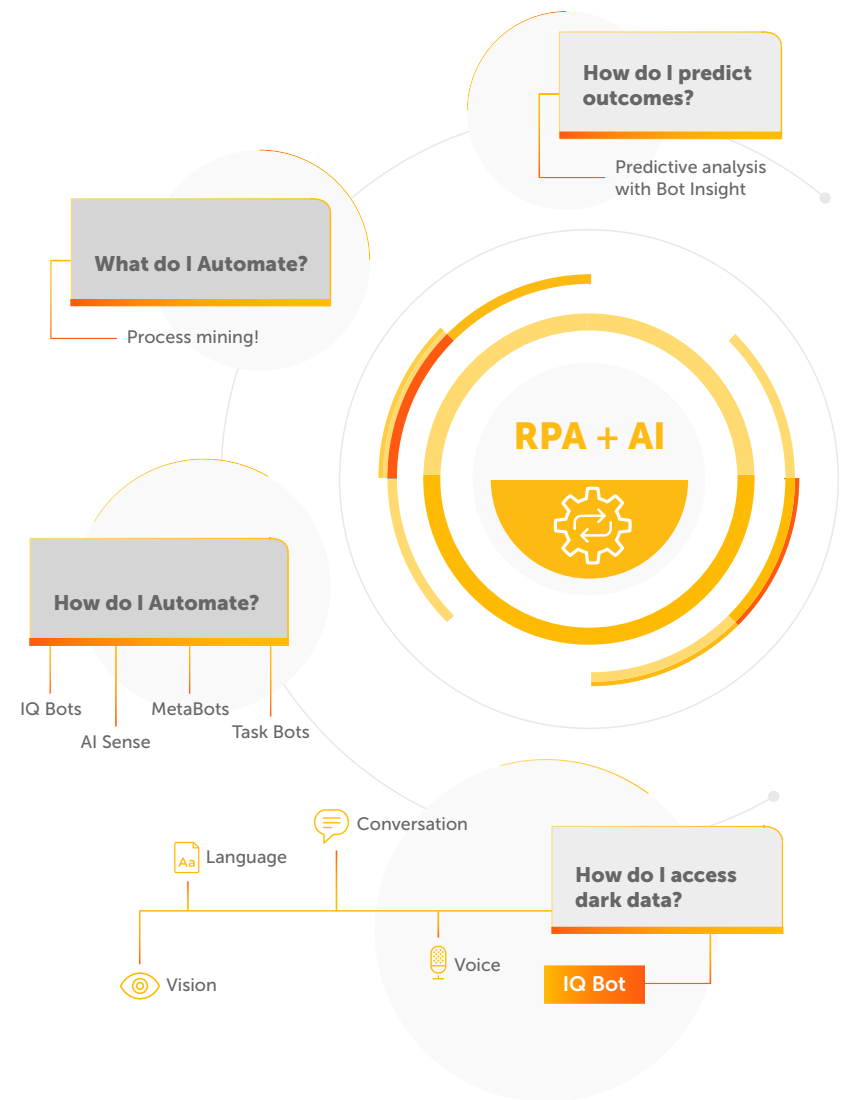 How do I predict
outcomes?
Predictive analysis
with Bot Insight
What do I Automate?
Process mining!
RPA + AI
How do I Automate?
IQ Bots
AI Sense
MetaBots
Task Bots
Conversation
Aa
Language
How do I access
dark data?
Voice
Vision
IQ Bot